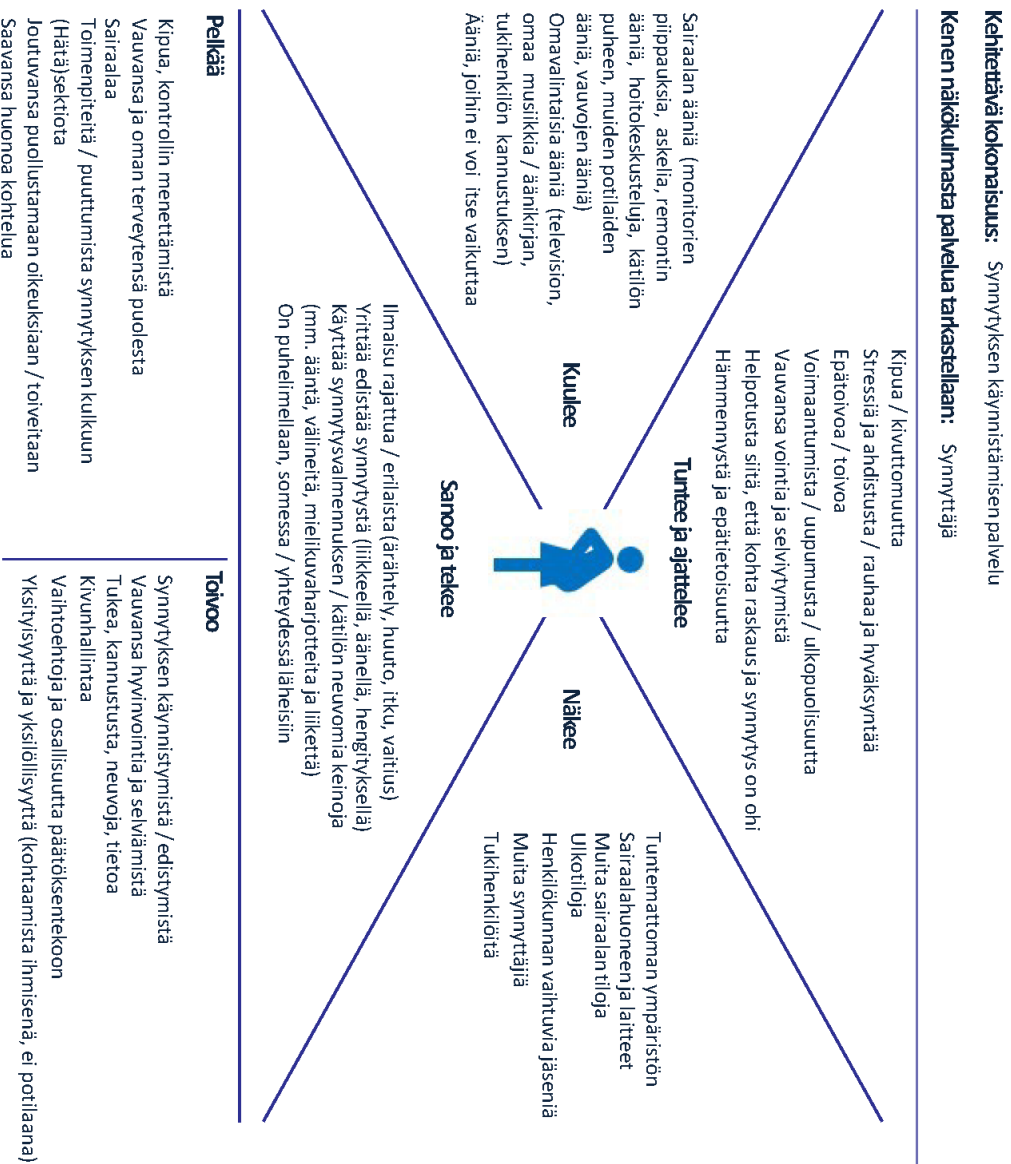 Kehitettävä kokonaisuus: Synnytyksen käynnistämisen palvelu
Kenen näkökulmasta palvelua tarkastellaan: Synnyttäjä
Kipua / kivuttomuutta
Stressiä ja ahdistusta / rauhaa ja hyväksyntää
Epätoivoa / toivoa
Voimaantumista / uupumusta / ulkopuolisuutta
Vauvansa vointia ja selviytymistä
Helpotusta siitä, että kohta raskaus ja synnytys on ohi
Hämmennystä ja epätietoisuutta
Tuntee ja ajattelee
Sairaalan ääniä (monitorien
piippauksia, askelia, remontin
ääniä, hoitokeskusteluja, kätilön
puheen, muiden potilaiden
ääniä, vauvojen ääniä)
Omavalintaisia ääniä (television,
omaa musiikkia / äänikirjan,
tukihenkilön kannustuksen)
Ääniä, joihin ei voi itse vaikuttaa
Kuulee
Näkee
Tuntemattoman ympäristön
Sairaalahuoneen ja laitteet
Muita sairaalan tiloja
Ulkotiloja
Henkilökunnan vaihtuvia jäseniä
Muita synnyttäjiä
Tukihenkilöitä
Sanoo ja tekee
Ilmaisu rajattua / erilaista (ärähtely, huuto, itku, vaitius)
Yrittää edistää synnytystä (liikkeellä, äänellä, hengityksellä)
Käyttää synnytysvalmennuksen / kätilön neuvomia keinoja
(mm. ääntä, välineitä, mielikuvaharjotteita ja liikettä)
On puhelimellaan, somessa / yhteydessä läheisiin
Pelkää
Kipua, kontrollin menettämistä
Vauvansa ja oman terveytensä puolesta
Sairaalaa
Toimenpiteitä / puuttumista synnytyksen kulkuun
(Hätä)sektiota
Joutuvansa puollustamaan oikeuksiaan / toiveitaan
Saavansa huonoa kohtelua
Toivoo
Synnytyksen käynnistymistä / edistymistä
Vauvansa hyvinvointia ja selviämistä
Tukea, kannustusta, neuvoja, tietoa
Kivunhallintaa
Vaihtoehtoja ja osallisuutta päätöksentekoon
Yksityisyyttä ja yksilöllisyyttä (kohtaamista ihmisenä, ei potilaana)